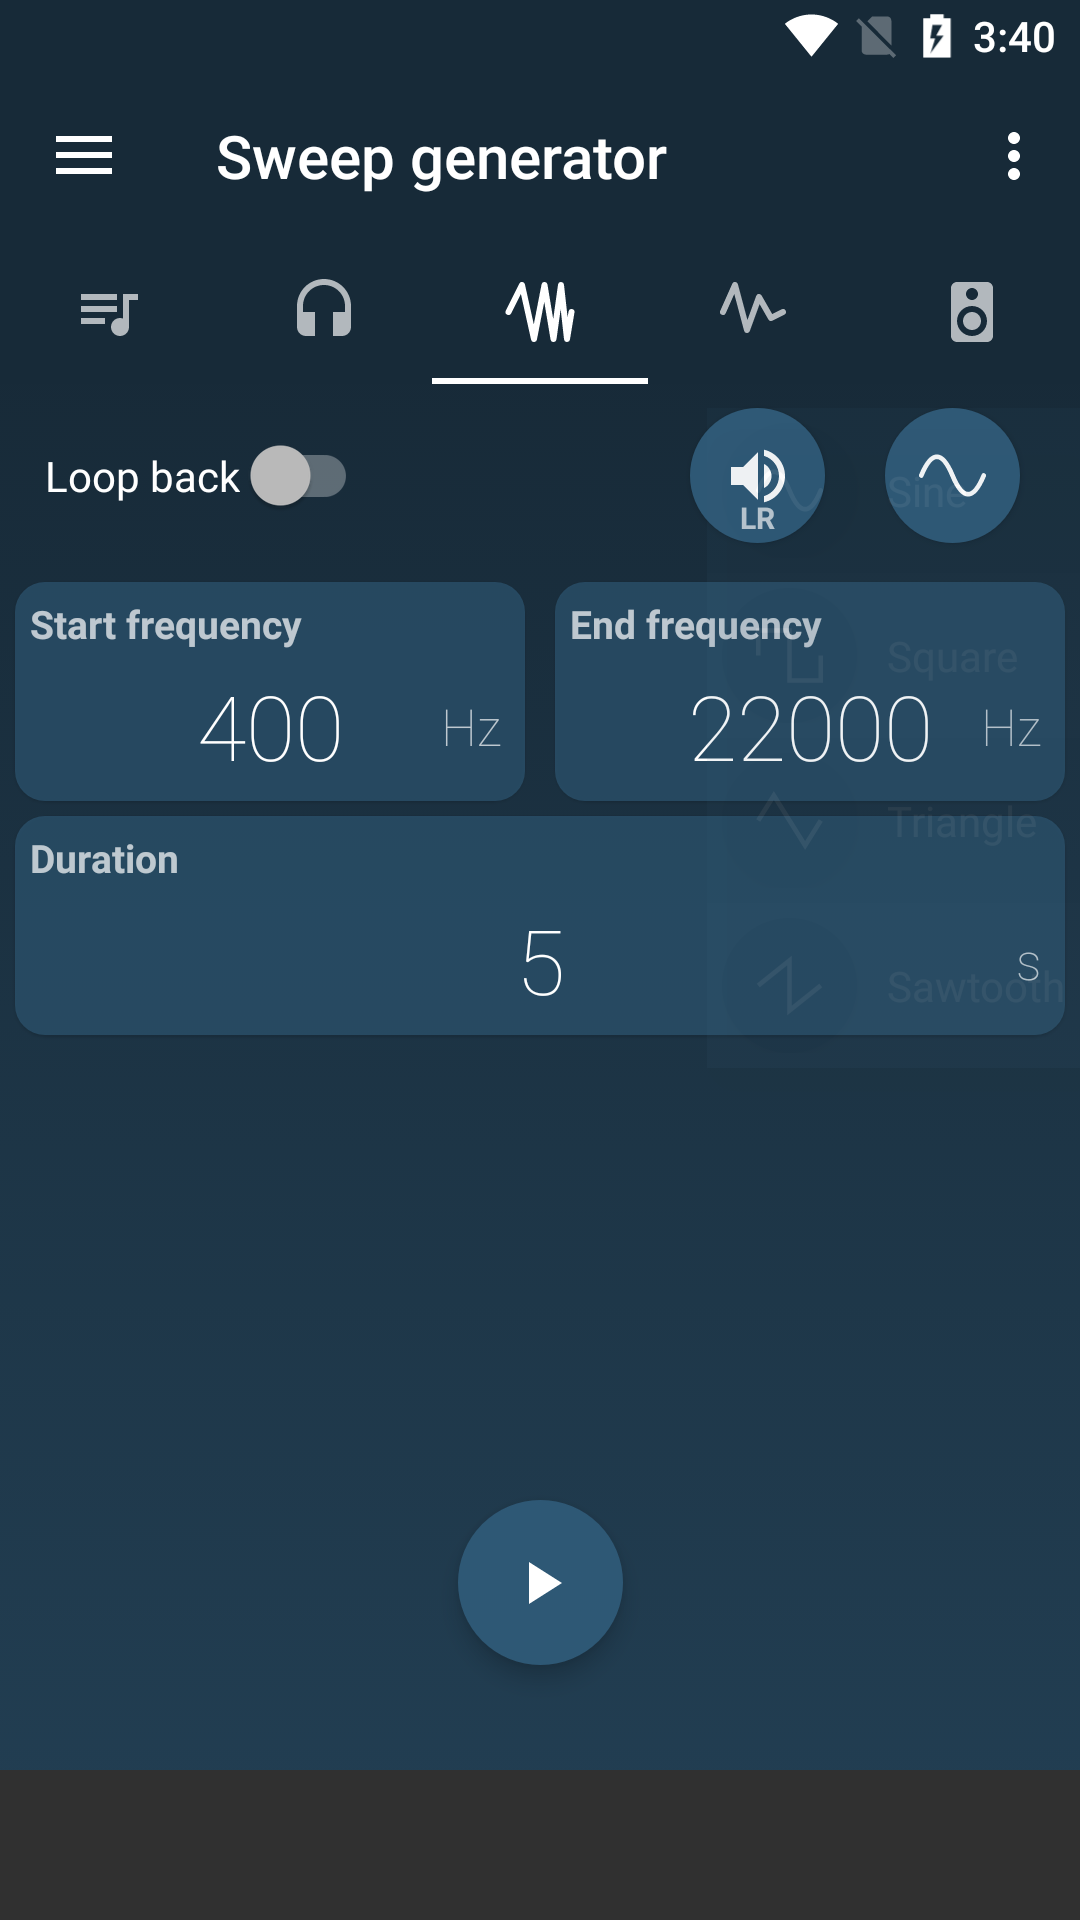 3:40
Sweep generator
Loop back
LR
Sine
Start frequency
End frequency
Square
400 Hz
22000 Hz
Triangle
Duration
5 s
Sawtooth